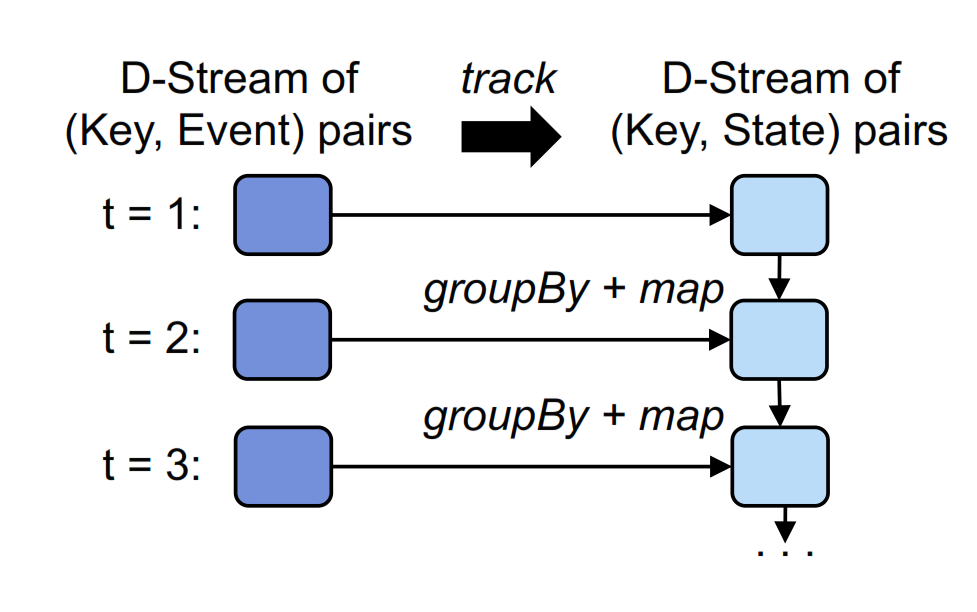 D-Stream of
(Key, Event) pairs
track
D-Stream of
(Key, State) pairs
t = 1:
groupBy + map
t = 2:
groupBy + map
t = 3:
. . .